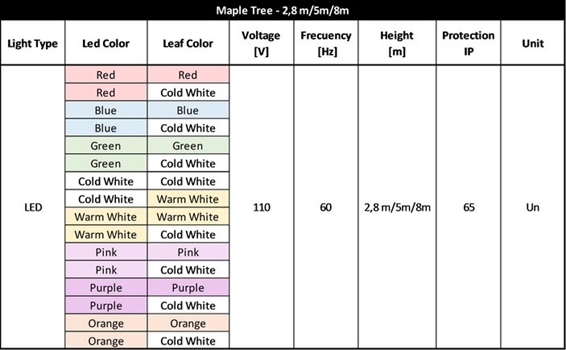 Maple Tree - 2,8 m/5m/8m
Light Type Led Color Leaf Color Voltage [V] Frecuency [Hz] Height [m] Protection IP Unit
Red Red
Red Cold White
Blue Blue
Blue Cold White
Green Green
Green Cold White
Cold White Cold White
LED Cold White Warm White 110 60 2,8 m/5m/8m 65 Un
Warm White Warm White
Warm White Cold White
Pink Pink
Pink Cold White
Purple Purple
Purple Cold White
Orange Orange
Orange Cold White